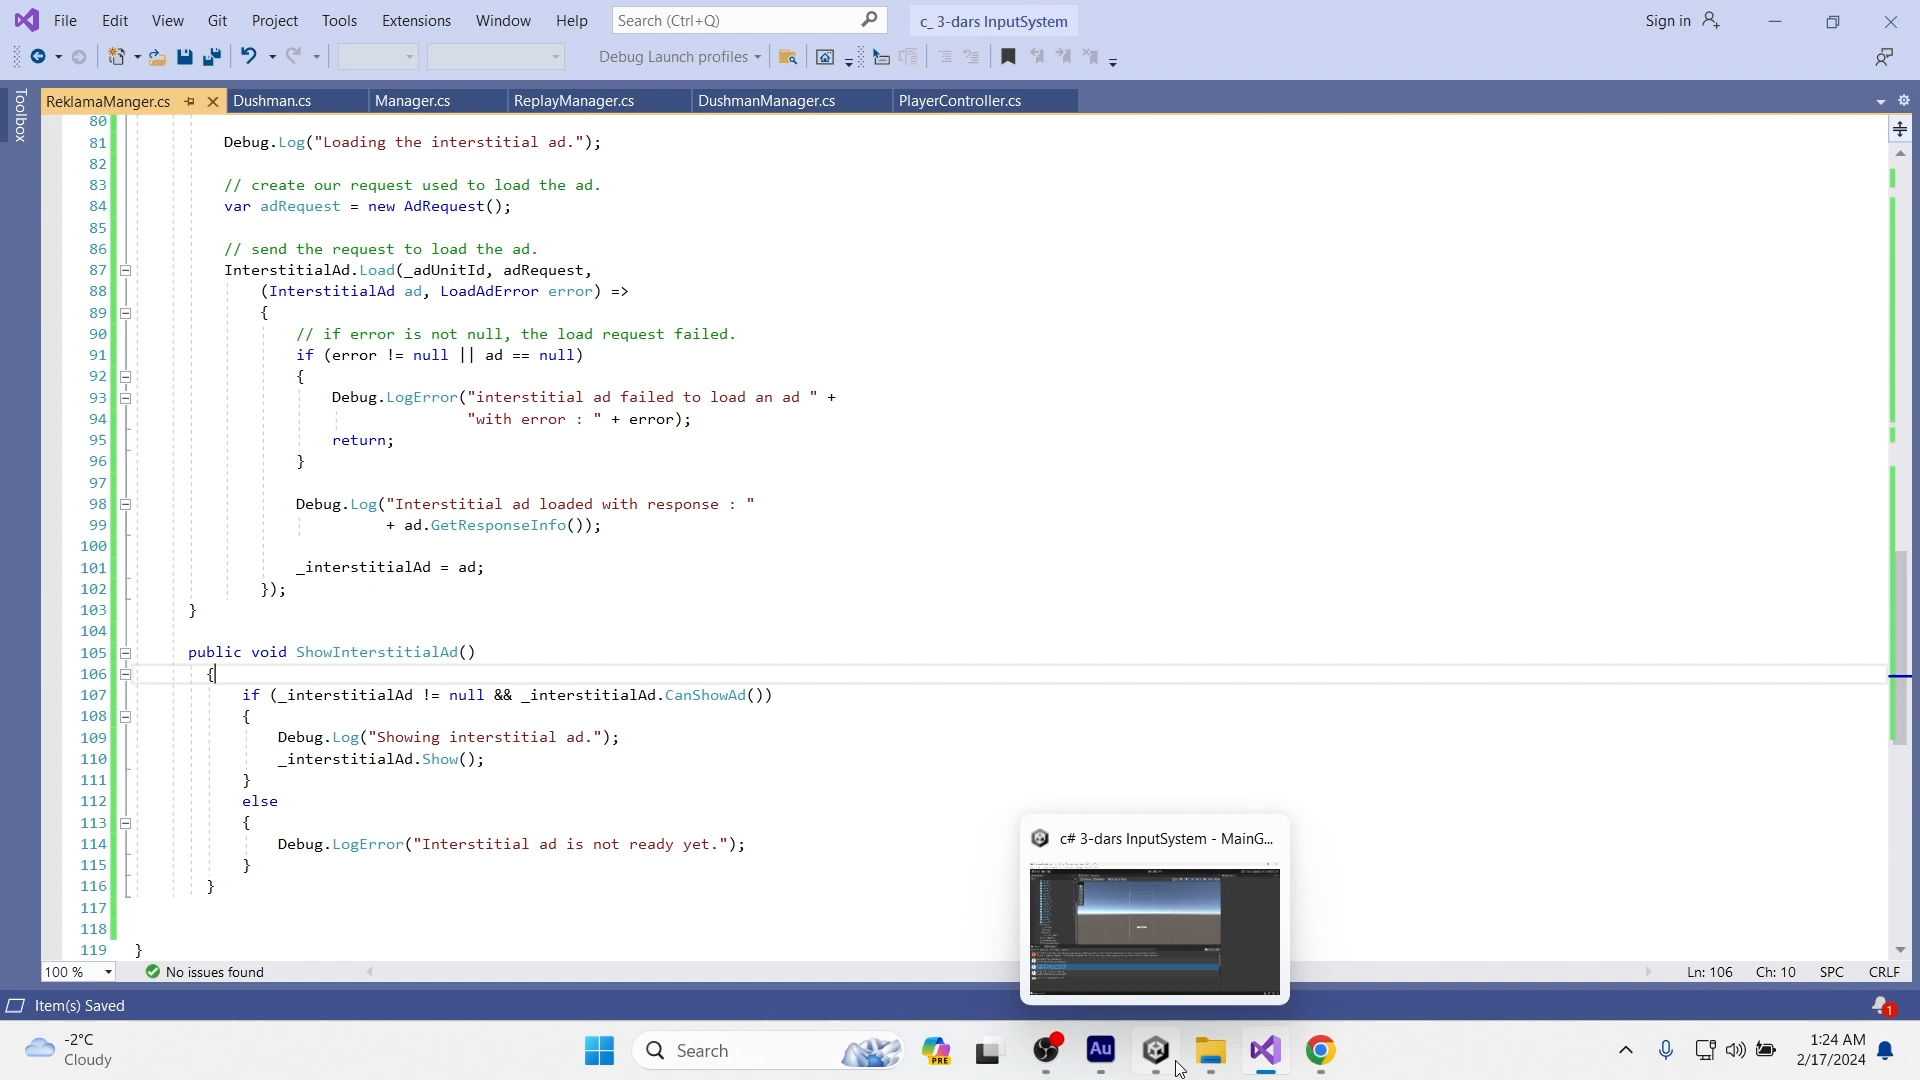 File Edit View Git Project Tools Extensions Window Help Search (Ctrl+Q) c_ 3-dars InputSystem Sign in
Debug Launch profiles
Toolbox
ReklamaManger.cs Dushman.cs Manager.cs ReplayManager.cs DushmanManager.cs PlayerController.cs
80
81 Debug.Log("Loading the interstitial ad.");
82
83 // create our request used to load the ad.
84 var adRequest = new AdRequest();
85
86 // send the request to load the ad.
87 InterstitialAd.Load(_adUnitId, adRequest,
88 (InterstitialAd ad, LoadAdError error) =>
89 {
90 // if error is not null, the load request failed.
91 if (error != null || ad == null)
92 {
93 Debug.LogError("interstitial ad failed to load an ad " +
94 "with error : " + error);
95 return;
96 }
97
98 Debug.Log("Interstitial ad loaded with response : "
99 + ad.GetResponseInfo());
100
101 _interstitialAd = ad;
102 });
103 }
104
105 public void ShowInterstitialAd()
106 {
107 if (_interstitialAd != null && _interstitialAd.CanShowAd())
108 {
109 Debug.Log("Showing interstitial ad.");
110 _interstitialAd.Show();
111 }
112 else
113 {
114 Debug.LogError("Interstitial ad is not ready yet.");
115 }
116 }
117
118
119 }
c# 3-dars InputSystem - MainG...
100 % No issues found Ln: 106 Ch: 10 SPC CRLF
Item(s) Saved 1
-2°C
Cloudy
Search
PRE
Au
1:24 AM
2/17/2024